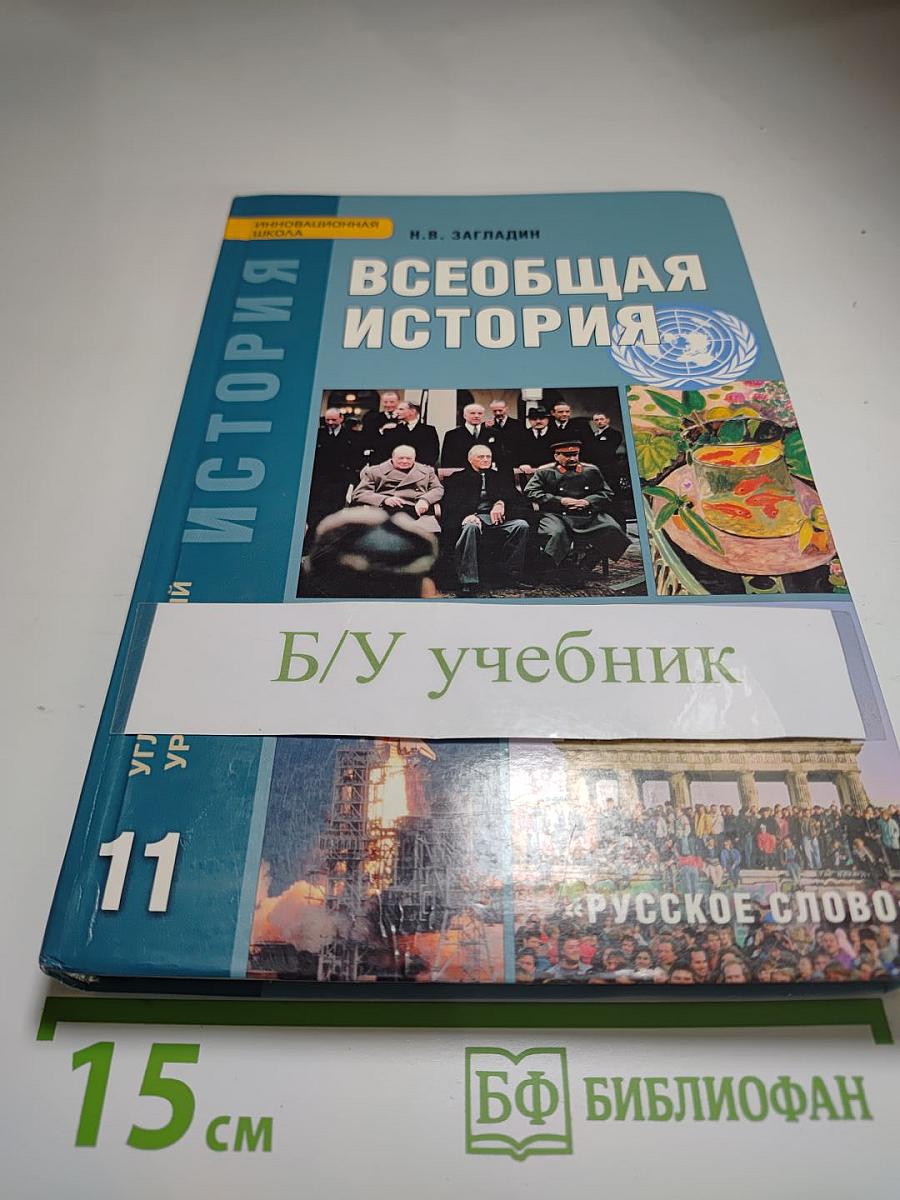 ИННОВАЦИОННАЯ
ШКОЛА
Н.В. ЗАГЛАДИН
ВСЕОБЩАЯ
ИСТОРИЯ
ИСТОРИЯ
Б/У учебник
11
«РУССКОЕ СЛОВО»
15 см
БФ БИБЛИОФАН